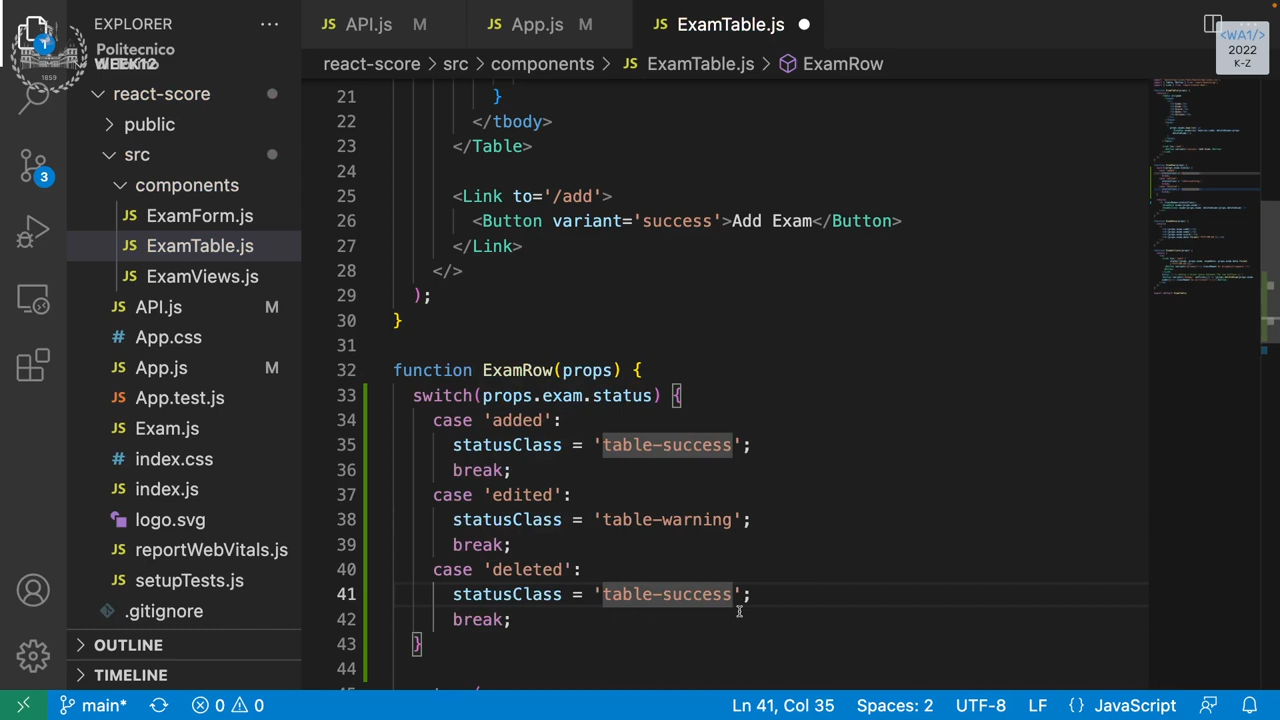 EXPLORER
Politecnico
WEEK12
1859
react-score
public
src
components
ExamForm.js
ExamTable.js
ExamViews.js
API.js M
App.css
App.js M
App.test.js
Exam.js
index.css
index.js
logo.svg
reportWebVitals.js
setupTests.js
.gitignore
OUTLINE
TIMELINE
1
3
JS API.js M
JS App.js M
JS ExamTable.js
<WA1/>
2022
K-Z
react-score > src > components > JS ExamTable.js > ExamRow
21 }
22 </tbody>
23 </Table>
24
25 <Link to='/add'>
26 <Button variant='success'>Add Exam</Button>
27 </Link>
28 </>
29 );
30 }
31
32 function ExamRow(props) {
33 switch(props.exam.status) {
34 case 'added':
35 statusClass = 'table-success';
36 break;
37 case 'edited':
38 statusClass = 'table-warning';
39 break;
40 case 'deleted':
41 statusClass = 'table-success';
42 break;
43 }
44
main* 0 0 Ln 41, Col 35 Spaces: 2 UTF-8 LF {} JavaScript